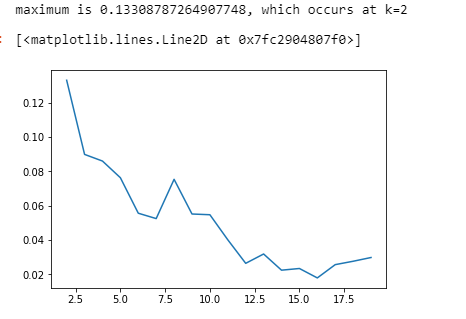 maximum is 0.13308787264907748, which occurs at k=2
[<matplotlib.lines.Line2D at 0x7fc2904807f0>]
0.12
0.10
0.08
0.06
0.04
0.02
2.5 5.0 7.5 10.0 12.5 15.0 17.5